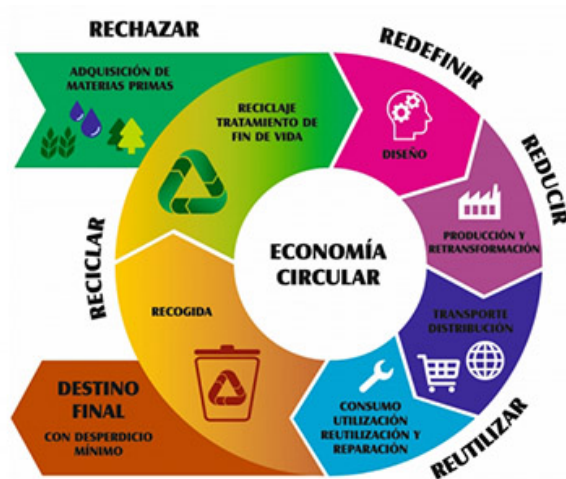 RECHAZAR
ADQUISICIÓN DE
MATERIAS PRIMAS
RECICLAJE
TRATAMIENTO DE
FIN DE VIDA
REDEFINIR
DISEÑO
REDUCIR
PRODUCCIÓN Y
RETRANSFORMACIÓN
ECONOMÍA
CIRCULAR
TRANSPORTE
DISTRIBUCIÓN
REUTILIZAR
CONSUMO
UTILIZACIÓN
REUTILIZACIÓN Y
REPARACIÓN
RECICLAR
RECOGIDA
DESTINO
FINAL
CON DESPERDICIO
MÍNIMO